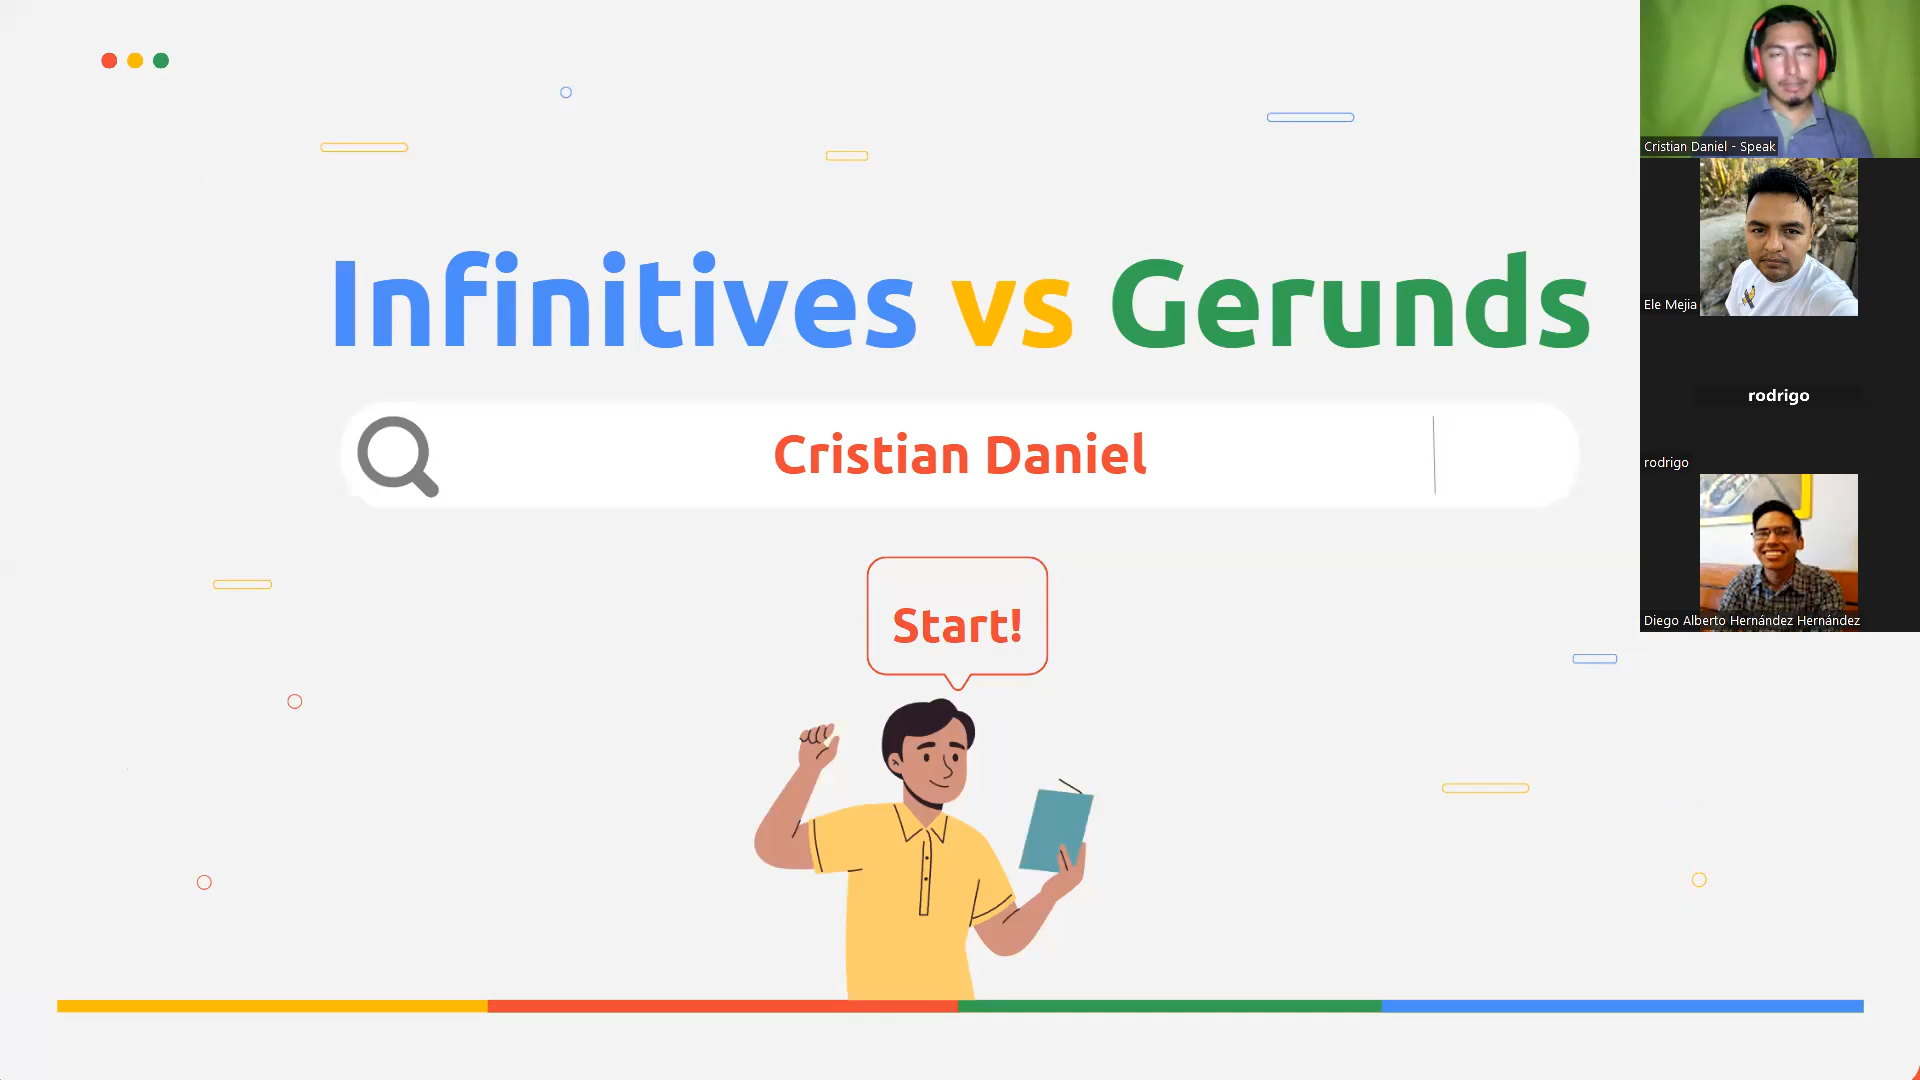 Infinitives vs Gerunds
Cristian Daniel
Start!
Cristian Daniel - Speak
Ele Mejia
rodrigo
rodrigo
Diego Alberto Hernández Hernández